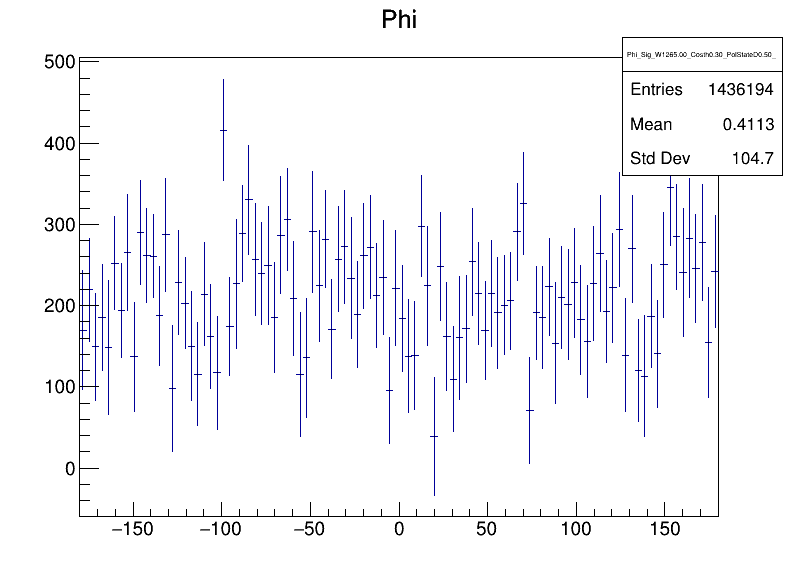 Phi
Phi_Sig_W1265.00_Costh0.30_PolStateD0.50_
Entries 1436194
Mean 0.4113
Std Dev 104.7
500
400
300
200
100
0
−150 −100 −50 0 50 100 150